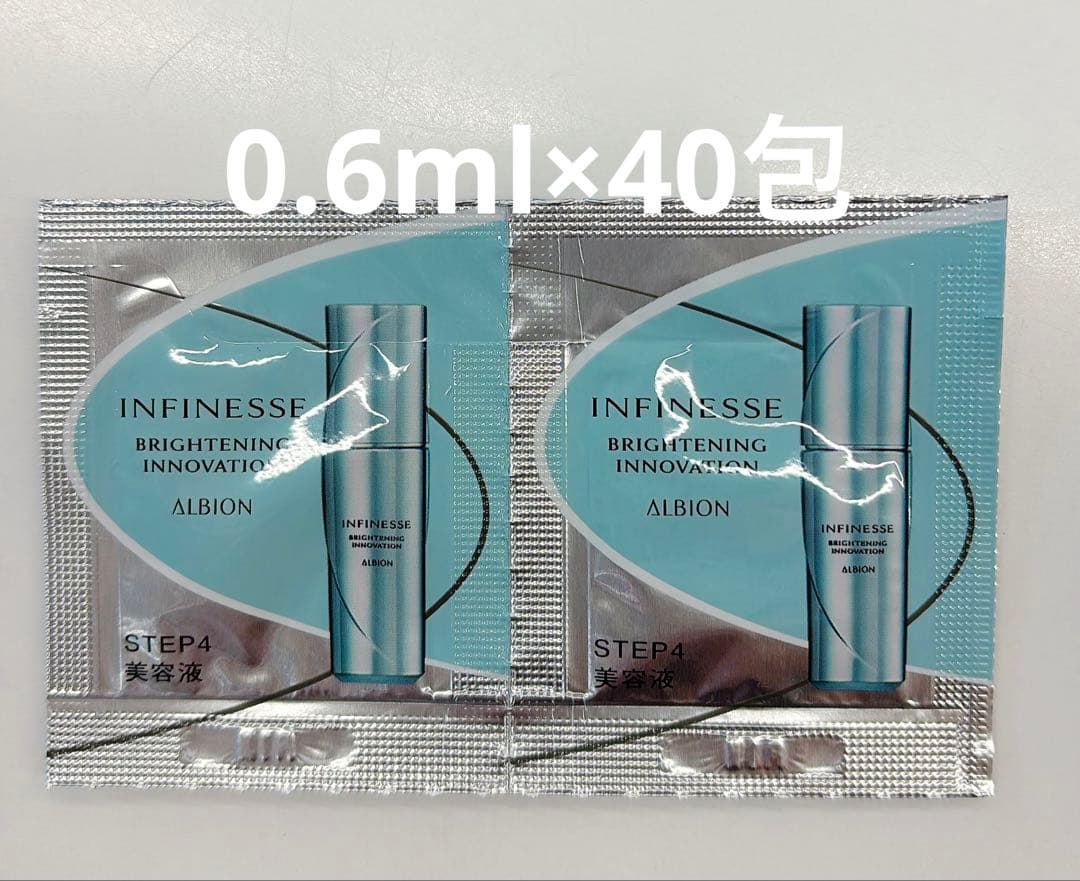 0.6ml×40包
INFINESSE
BRIGHTENING
INNOVATION
ALBION
INFINESSE
BRIGHTENING
INNOVATION
ALBION
STEP4
美容液
INFINESSE
BRIGHTENING
INNOVATION
ALBION
INFINESSE
BRIGHTENING
INNOVATION
ALBION
STEP4
美容液